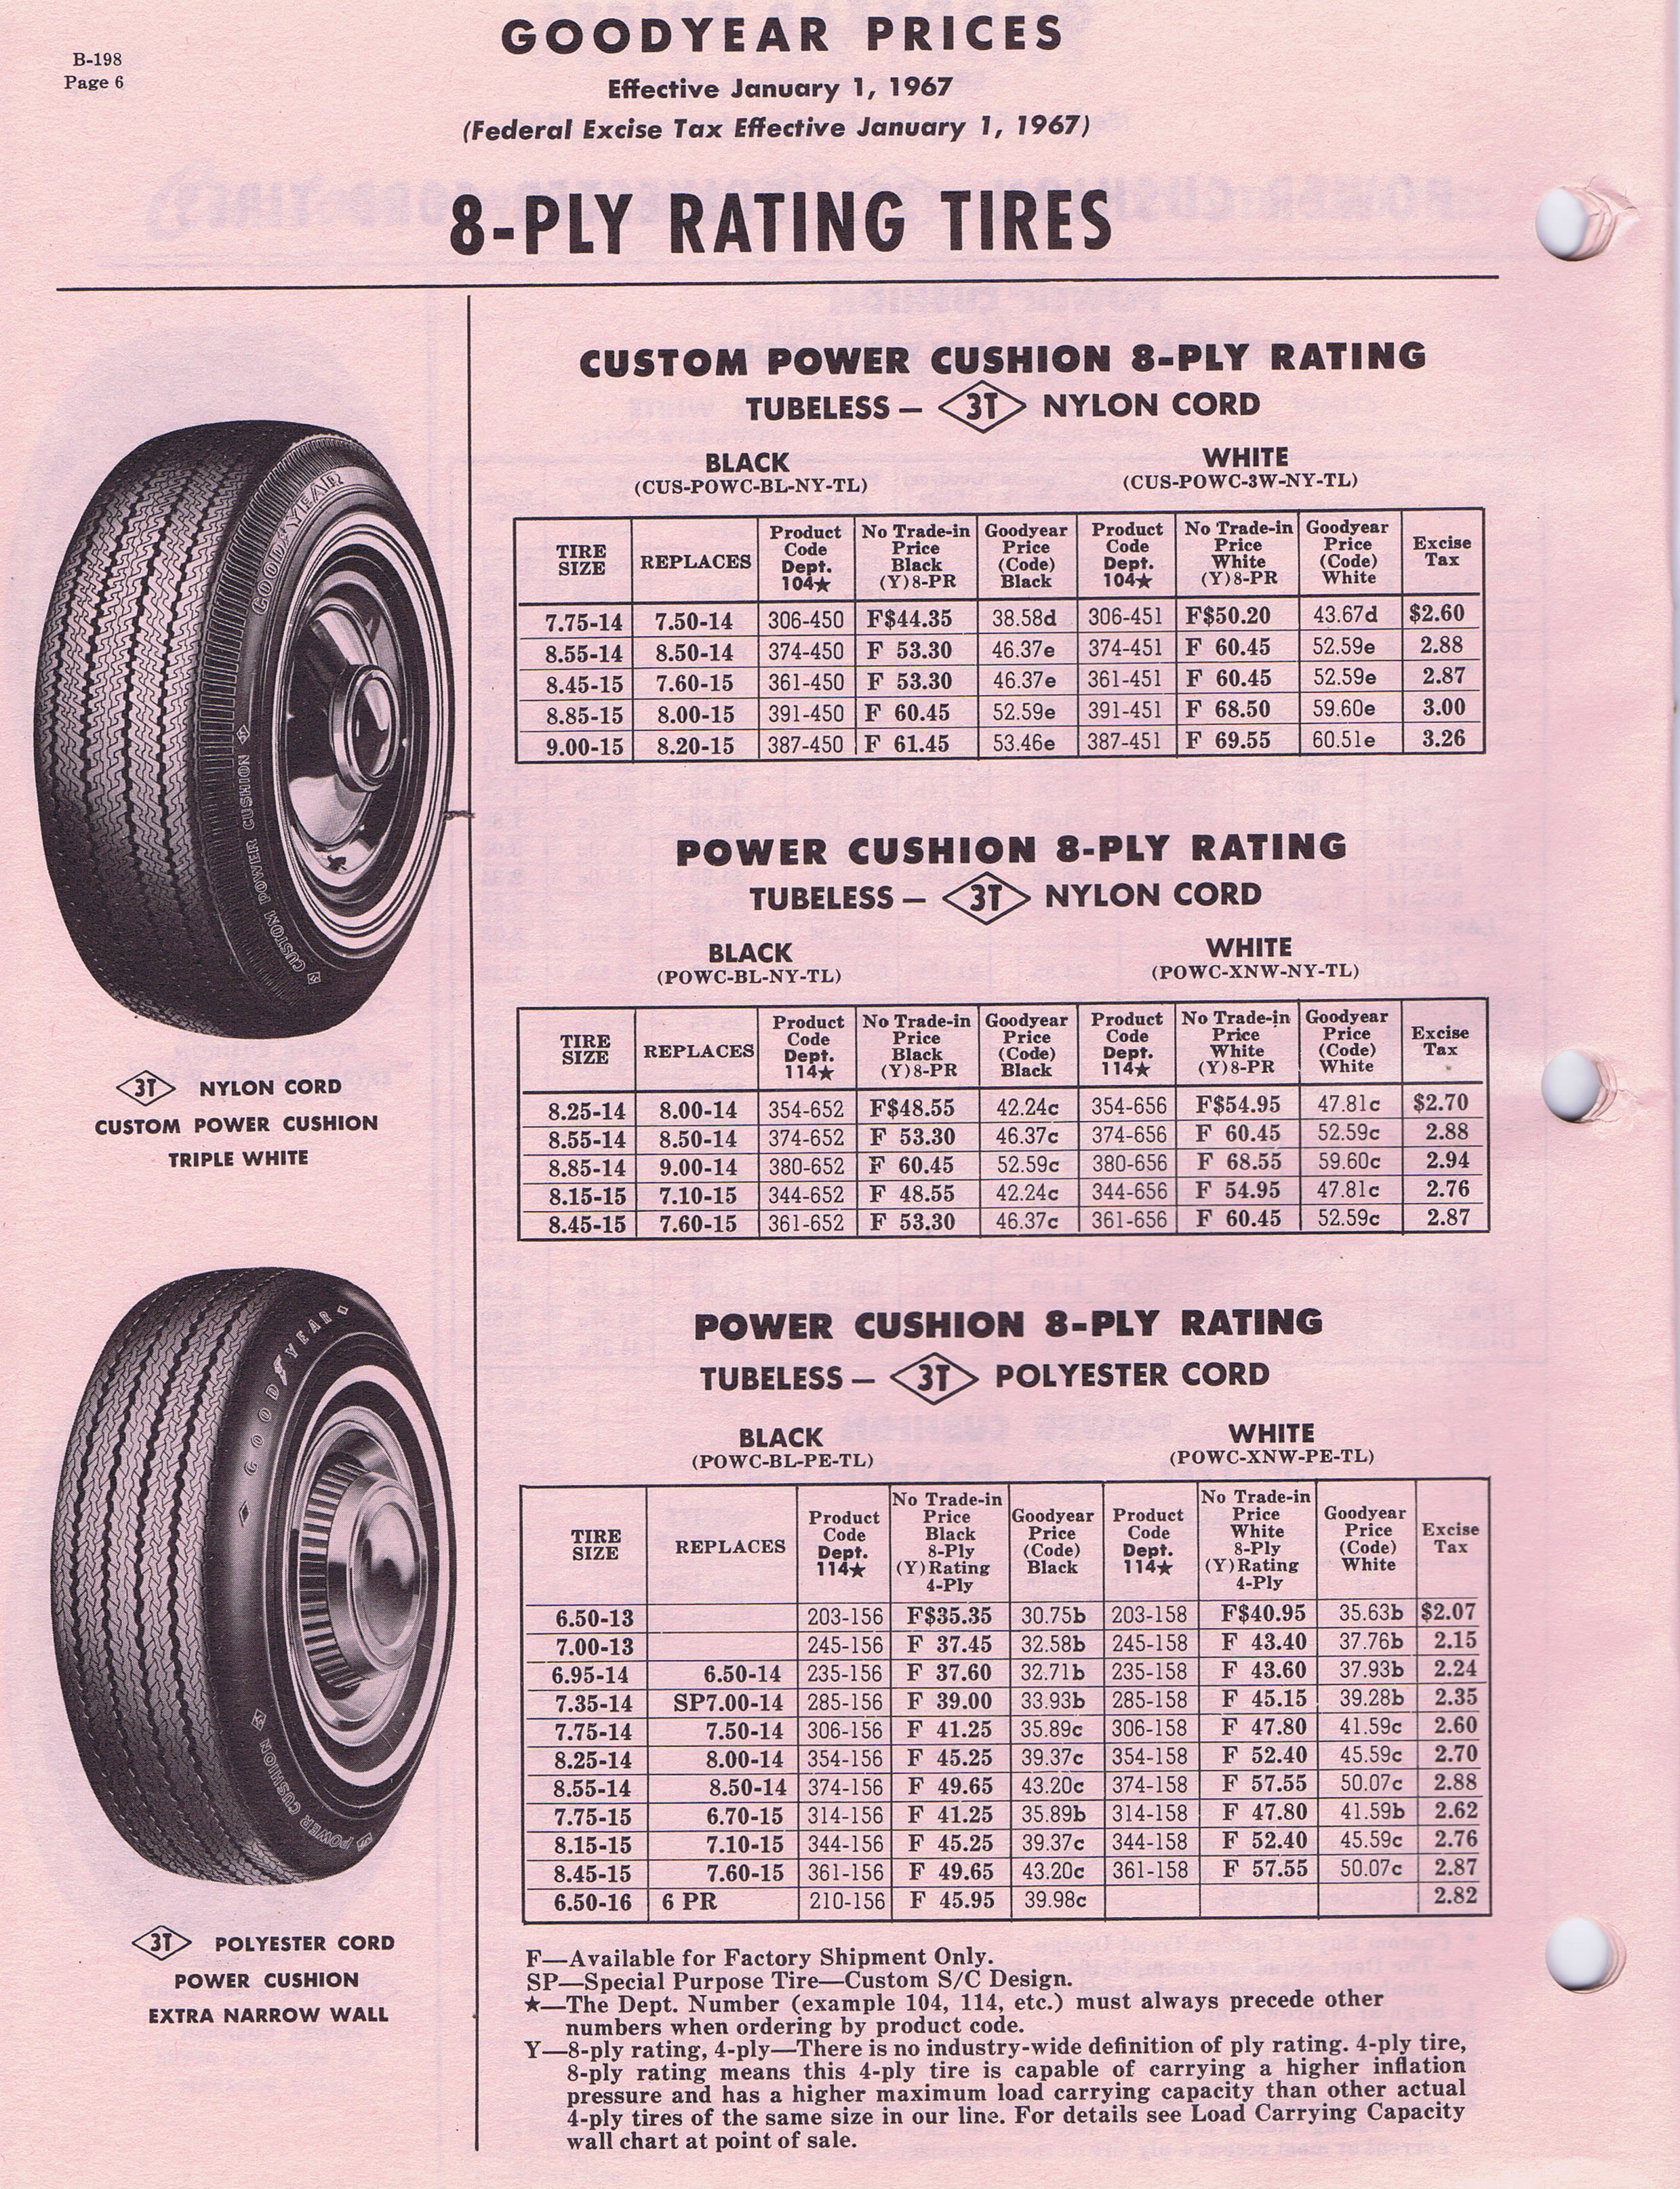 B-198
Page 6
GOODYEAR PRICES
Effective January 1, 1967
(Federal Excise Tax Effective January 1, 1967)
8-PLY RATING TIRES
GOODYEAR
CUSTOM POWER CUSHION
3T NYLON CORD
CUSTOM POWER CUSHION
TRIPLE WHITE
GOODYEAR
POWER CUSHION
3T POLYESTER CORD
POWER CUSHION
EXTRA NARROW WALL
CUSTOM POWER CUSHION 8-PLY RATING
TUBELESS — 3T NYLON CORD
BLACK WHITE
(CUS-POWC-BL-NY-TL) (CUS-POWC-3W-NY-TL)
TIRE SIZE REPLACES Product Code Dept. 104★ No Trade-in Price Black (Y)8-PR Goodyear Price (Code) Black Product Code Dept. 104★ No Trade-in Price White (Y)8-PR Goodyear Price (Code) White Excise Tax
7.75-14 7.50-14 306-450 F$44.35 38.58d 306-451 F$50.20 43.67d $2.60
8.55-14 8.50-14 374-450 F 53.30 46.37e 374-451 F 60.45 52.59e 2.88
8.45-15 7.60-15 361-450 F 53.30 46.37e 361-451 F 60.45 52.59e 2.87
8.85-15 8.00-15 391-450 F 60.45 52.59e 391-451 F 68.50 59.60e 3.00
9.00-15 8.20-15 387-450 F 61.45 53.46e 387-451 F 69.55 60.51e 3.26
POWER CUSHION 8-PLY RATING
TUBELESS — 3T NYLON CORD
BLACK WHITE
(POWC-BL-NY-TL) (POWC-XNW-NY-TL)
TIRE SIZE REPLACES Product Code Dept. 114★ No Trade-in Price Black (Y)8-PR Goodyear Price (Code) Black Product Code Dept. 114★ No Trade-in Price White (Y)8-PR Goodyear Price (Code) White Excise Tax
8.25-14 8.00-14 354-652 F$48.55 42.24c 354-656 F$54.95 47.81c $2.70
8.55-14 8.50-14 374-652 F 53.30 46.37c 374-656 F 60.45 52.59c 2.88
8.85-14 9.00-14 380-652 F 60.45 52.59c 380-656 F 68.55 59.60c 2.94
8.15-15 7.10-15 344-652 F 48.55 42.24c 344-656 F 54.95 47.81c 2.76
8.45-15 7.60-15 361-652 F 53.30 46.37c 361-656 F 60.45 52.59c 2.87
POWER CUSHION 8-PLY RATING
TUBELESS — 3T POLYESTER CORD
BLACK WHITE
(POWC-BL-PE-TL) (POWC-XNW-PE-TL)
TIRE SIZE REPLACES Product Code Dept. 114★ No Trade-in Price Black 8-Ply (Y)Rating 4-Ply Goodyear Price (Code) Black Product Code Dept. 114★ No Trade-in Price White 8-Ply (Y)Rating 4-Ply Goodyear Price (Code) White Excise Tax
6.50-13 203-156 F$35.35 30.75b 203-158 F$40.95 35.63b $2.07
7.00-13 245-156 F 37.45 32.58b 245-158 F 43.40 37.76b 2.15
6.95-14 6.50-14 235-156 F 37.60 32.71b 235-158 F 43.60 37.93b 2.24
7.35-14 SP7.00-14 285-156 F 39.00 33.93b 285-158 F 45.15 39.28b 2.35
7.75-14 7.50-14 306-156 F 41.25 35.89c 306-158 F 47.80 41.59c 2.60
8.25-14 8.00-14 354-156 F 45.25 39.37c 354-158 F 52.40 45.59c 2.70
8.55-14 8.50-14 374-156 F 49.65 43.20c 374-158 F 57.55 50.07c 2.88
7.75-15 6.70-15 314-156 F 41.25 35.89b 314-158 F 47.80 41.59b 2.62
8.15-15 7.10-15 344-156 F 45.25 39.37c 344-158 F 52.40 45.59c 2.76
8.45-15 7.60-15 361-156 F 49.65 43.20c 361-158 F 57.55 50.07c 2.87
6.50-16 6 PR 210-156 F 45.95 39.98c 2.82
F—Available for Factory Shipment Only.
SP—Special Purpose Tire—Custom S/C Design.
★—The Dept. Number (example 104, 114, etc.) must always precede other
numbers when ordering by product code.
Y—8-ply rating, 4-ply—There is no industry-wide definition of ply rating. 4-ply tire,
8-ply rating means this 4-ply tire is capable of carrying a higher inflation
pressure and has a higher maximum load carrying capacity than other actual
4-ply tires of the same size in our line. For details see Load Carrying Capacity
wall chart at point of sale.